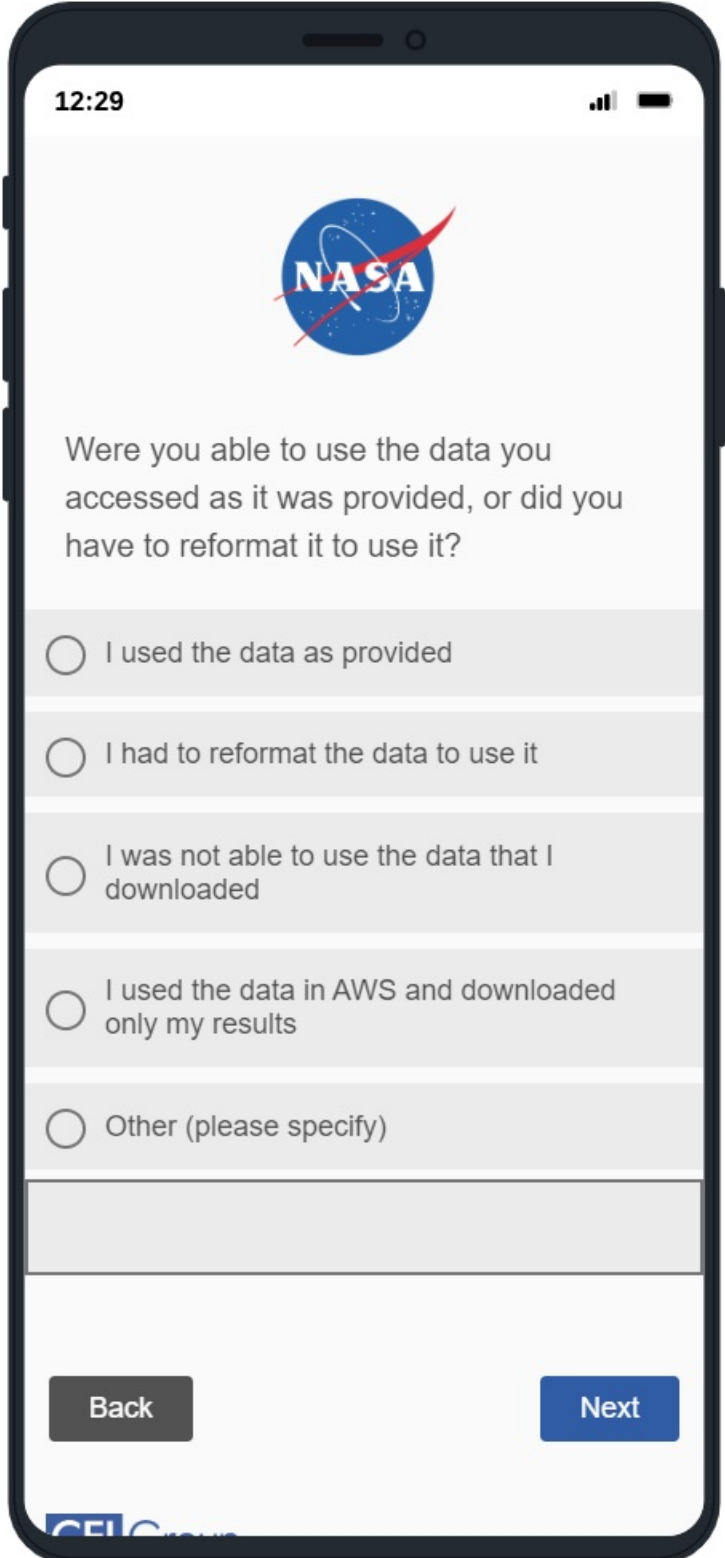 12:29
NASA
Were you able to use the data you
accessed as it was provided, or did you
have to reformat it to use it?
I used the data as provided
I had to reformat the data to use it
I was not able to use the data that I
downloaded
I used the data in AWS and downloaded
only my results
Other (please specify)
Back
Next
CFI Group